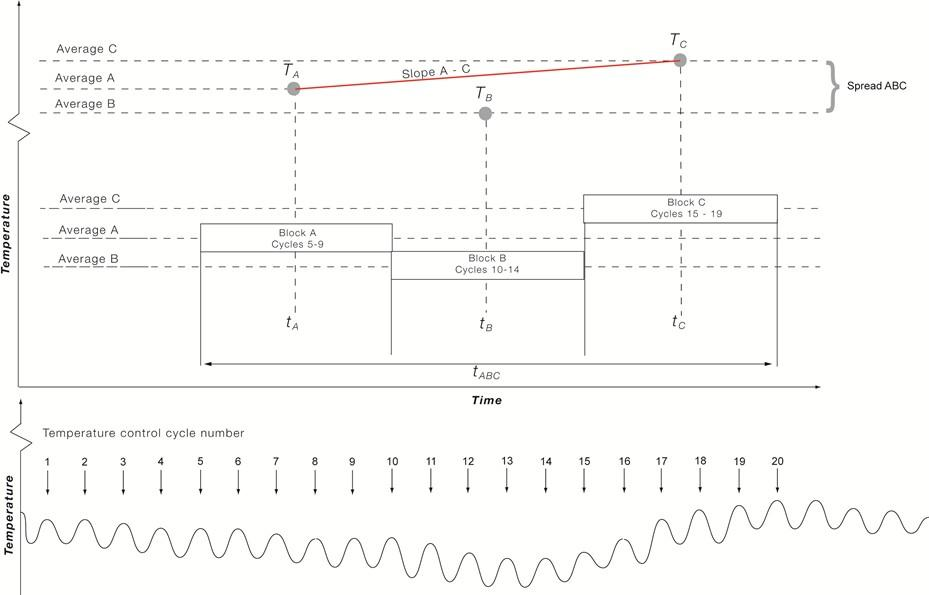 Average C
T_C
Average A
T_A
Slope A - C
Spread ABC
Average B
T_B
Average C
Block C
Cycles 15 - 19
Average A
Block A
Cycles 5-9
Average B
Block B
Cycles 10-14
t_A
t_B
t_C
t_ABC
Temperature
Time
Temperature control cycle number
1 2 3 4 5 6 7 8 9 10 11 12 13 14 15 16 17 18 19 20
Temperature